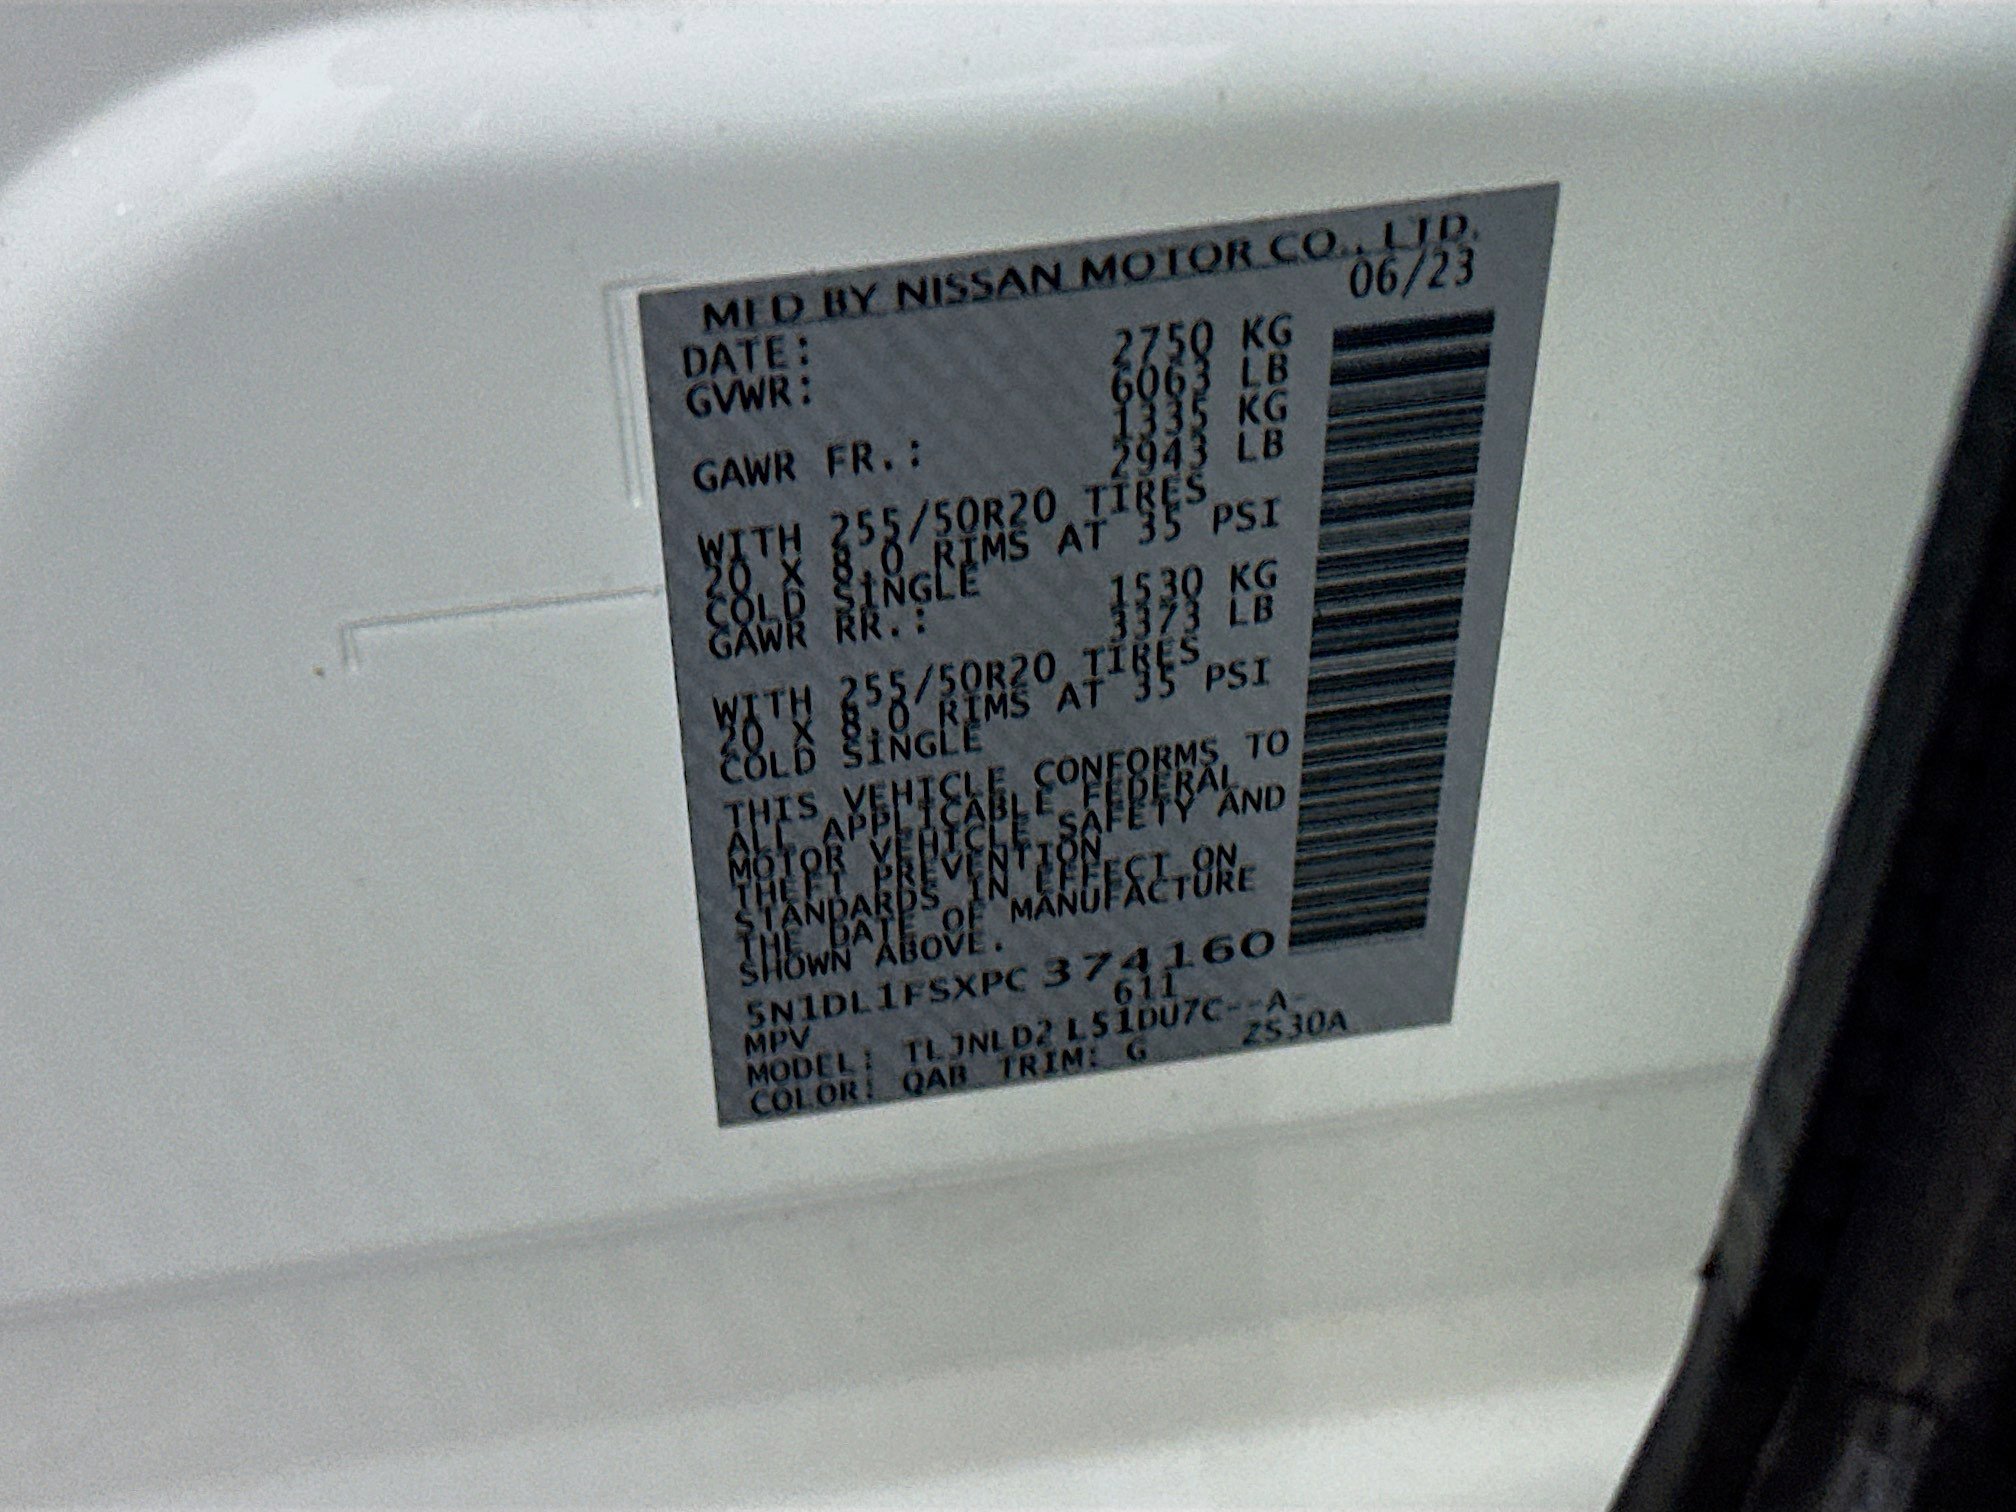 MFD BY NISSAN MOTOR CO., LTD.
DATE: 06/23
GVWR: 2750 KG
6063 LB
GAWR FR.: 1335 KG
2943 LB
WITH 255/50R20 TIRES
20 X 8.0 RIMS AT 35 PSI
COLD SINGLE
GAWR RR.: 1530 KG
3373 LB
WITH 255/50R20 TIRES
20 X 8.0 RIMS AT 35 PSI
COLD SINGLE
THIS VEHICLE CONFORMS TO
ALL APPLICABLE FEDERAL
MOTOR VEHICLE SAFETY AND
THEFT PREVENTION
STANDARDS IN EFFECT ON
THE DATE OF MANUFACTURE
SHOWN ABOVE.
5N1DL1FSXPC374160
MPV 611
MODEL: TLJNLD2 L51DU7C--A-
COLOR: QAB TRIM: G ZS30A